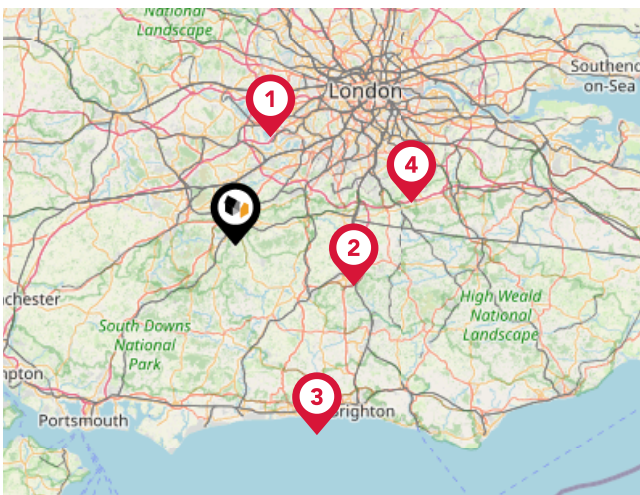 National
Landscape
Southend
on-Sea
London
1
4
2
chester
High Weald
National
Landscape
South Downs
National
Park
pton
3
Brighton
Portsmouth